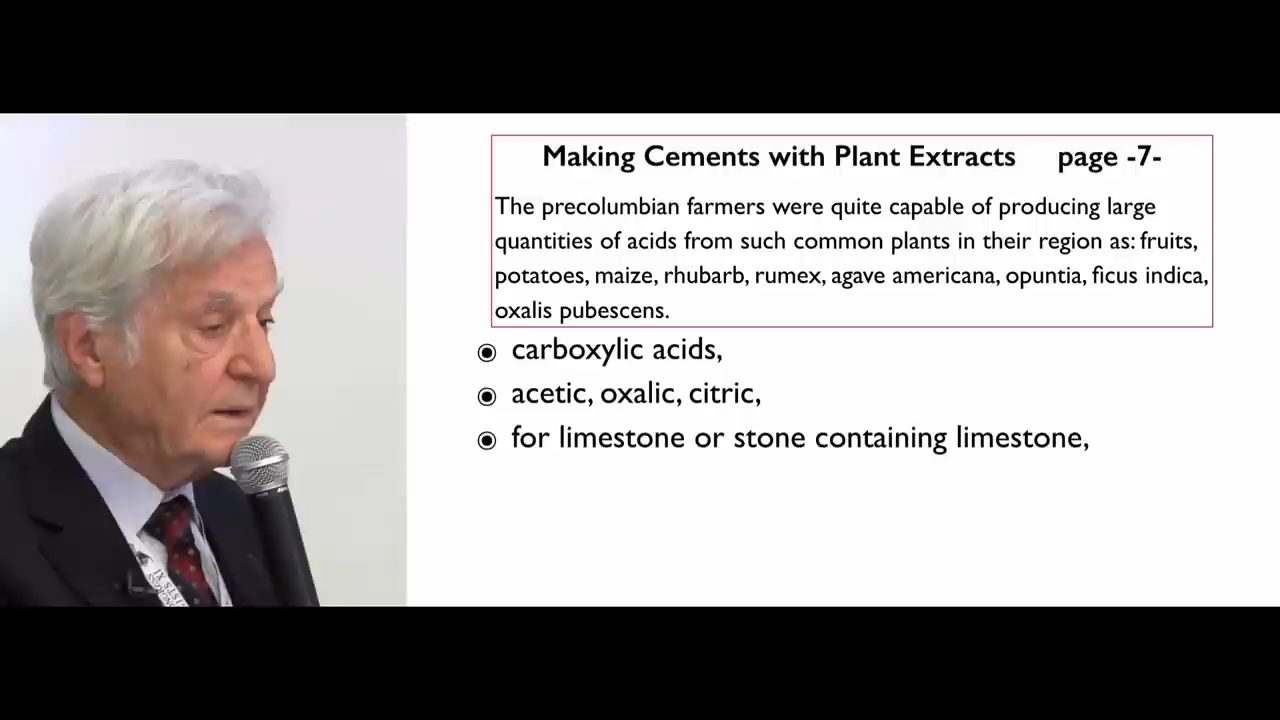 Making Cements with Plant Extracts page -7-
The precolumbian farmers were quite capable of producing large
quantities of acids from such common plants in their region as: fruits,
potatoes, maize, rhubarb, rumex, agave americana, opuntia, ficus indica,
oxalis pubescens.
carboxylic acids,
acetic, oxalic, citric,
for limestone or stone containing limestone,